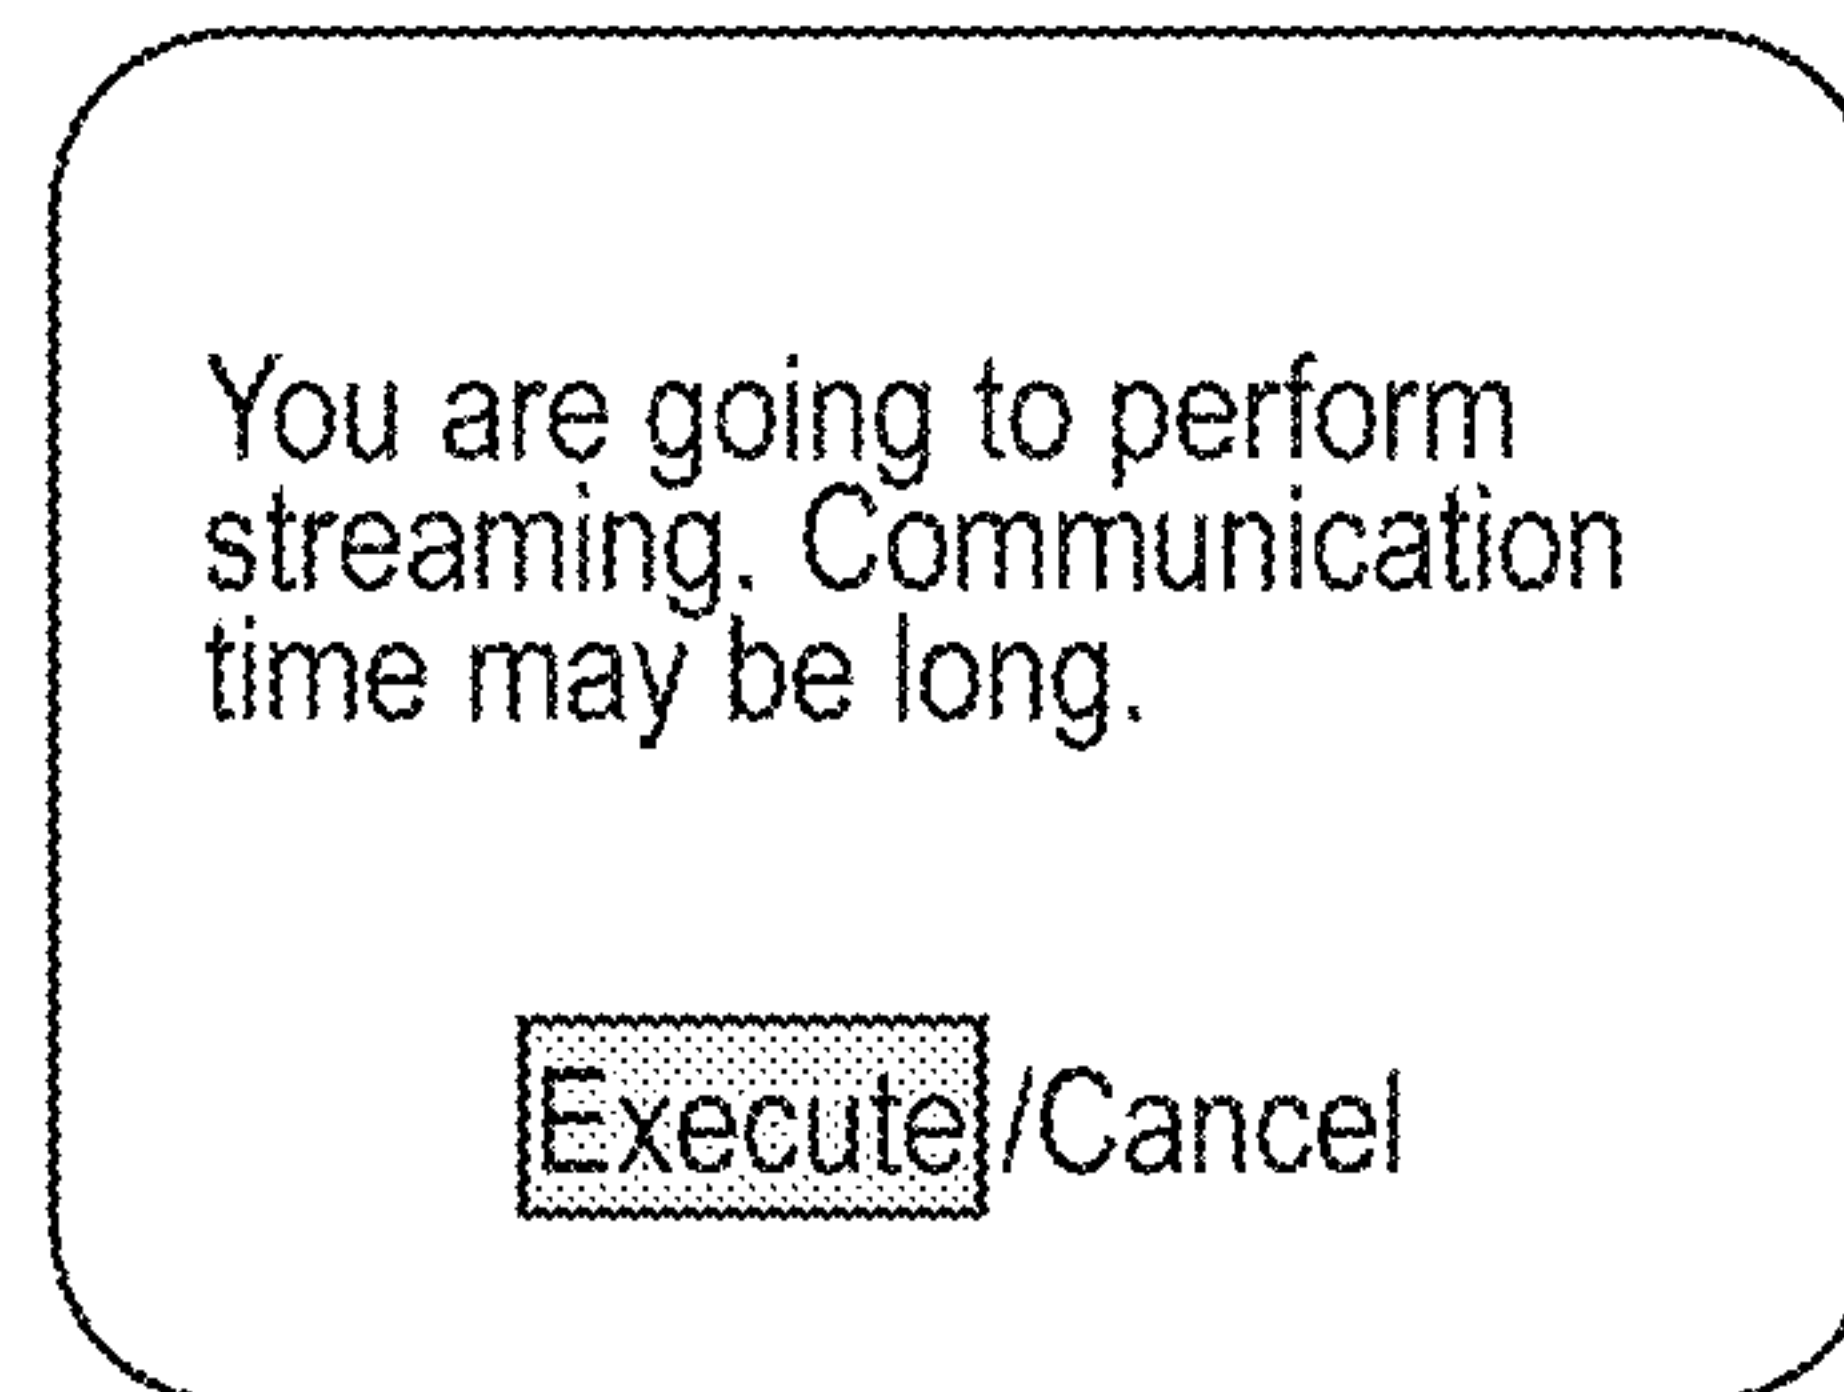 You are going to perform
streaming. Communication
time may be long.
Execute/Cancel